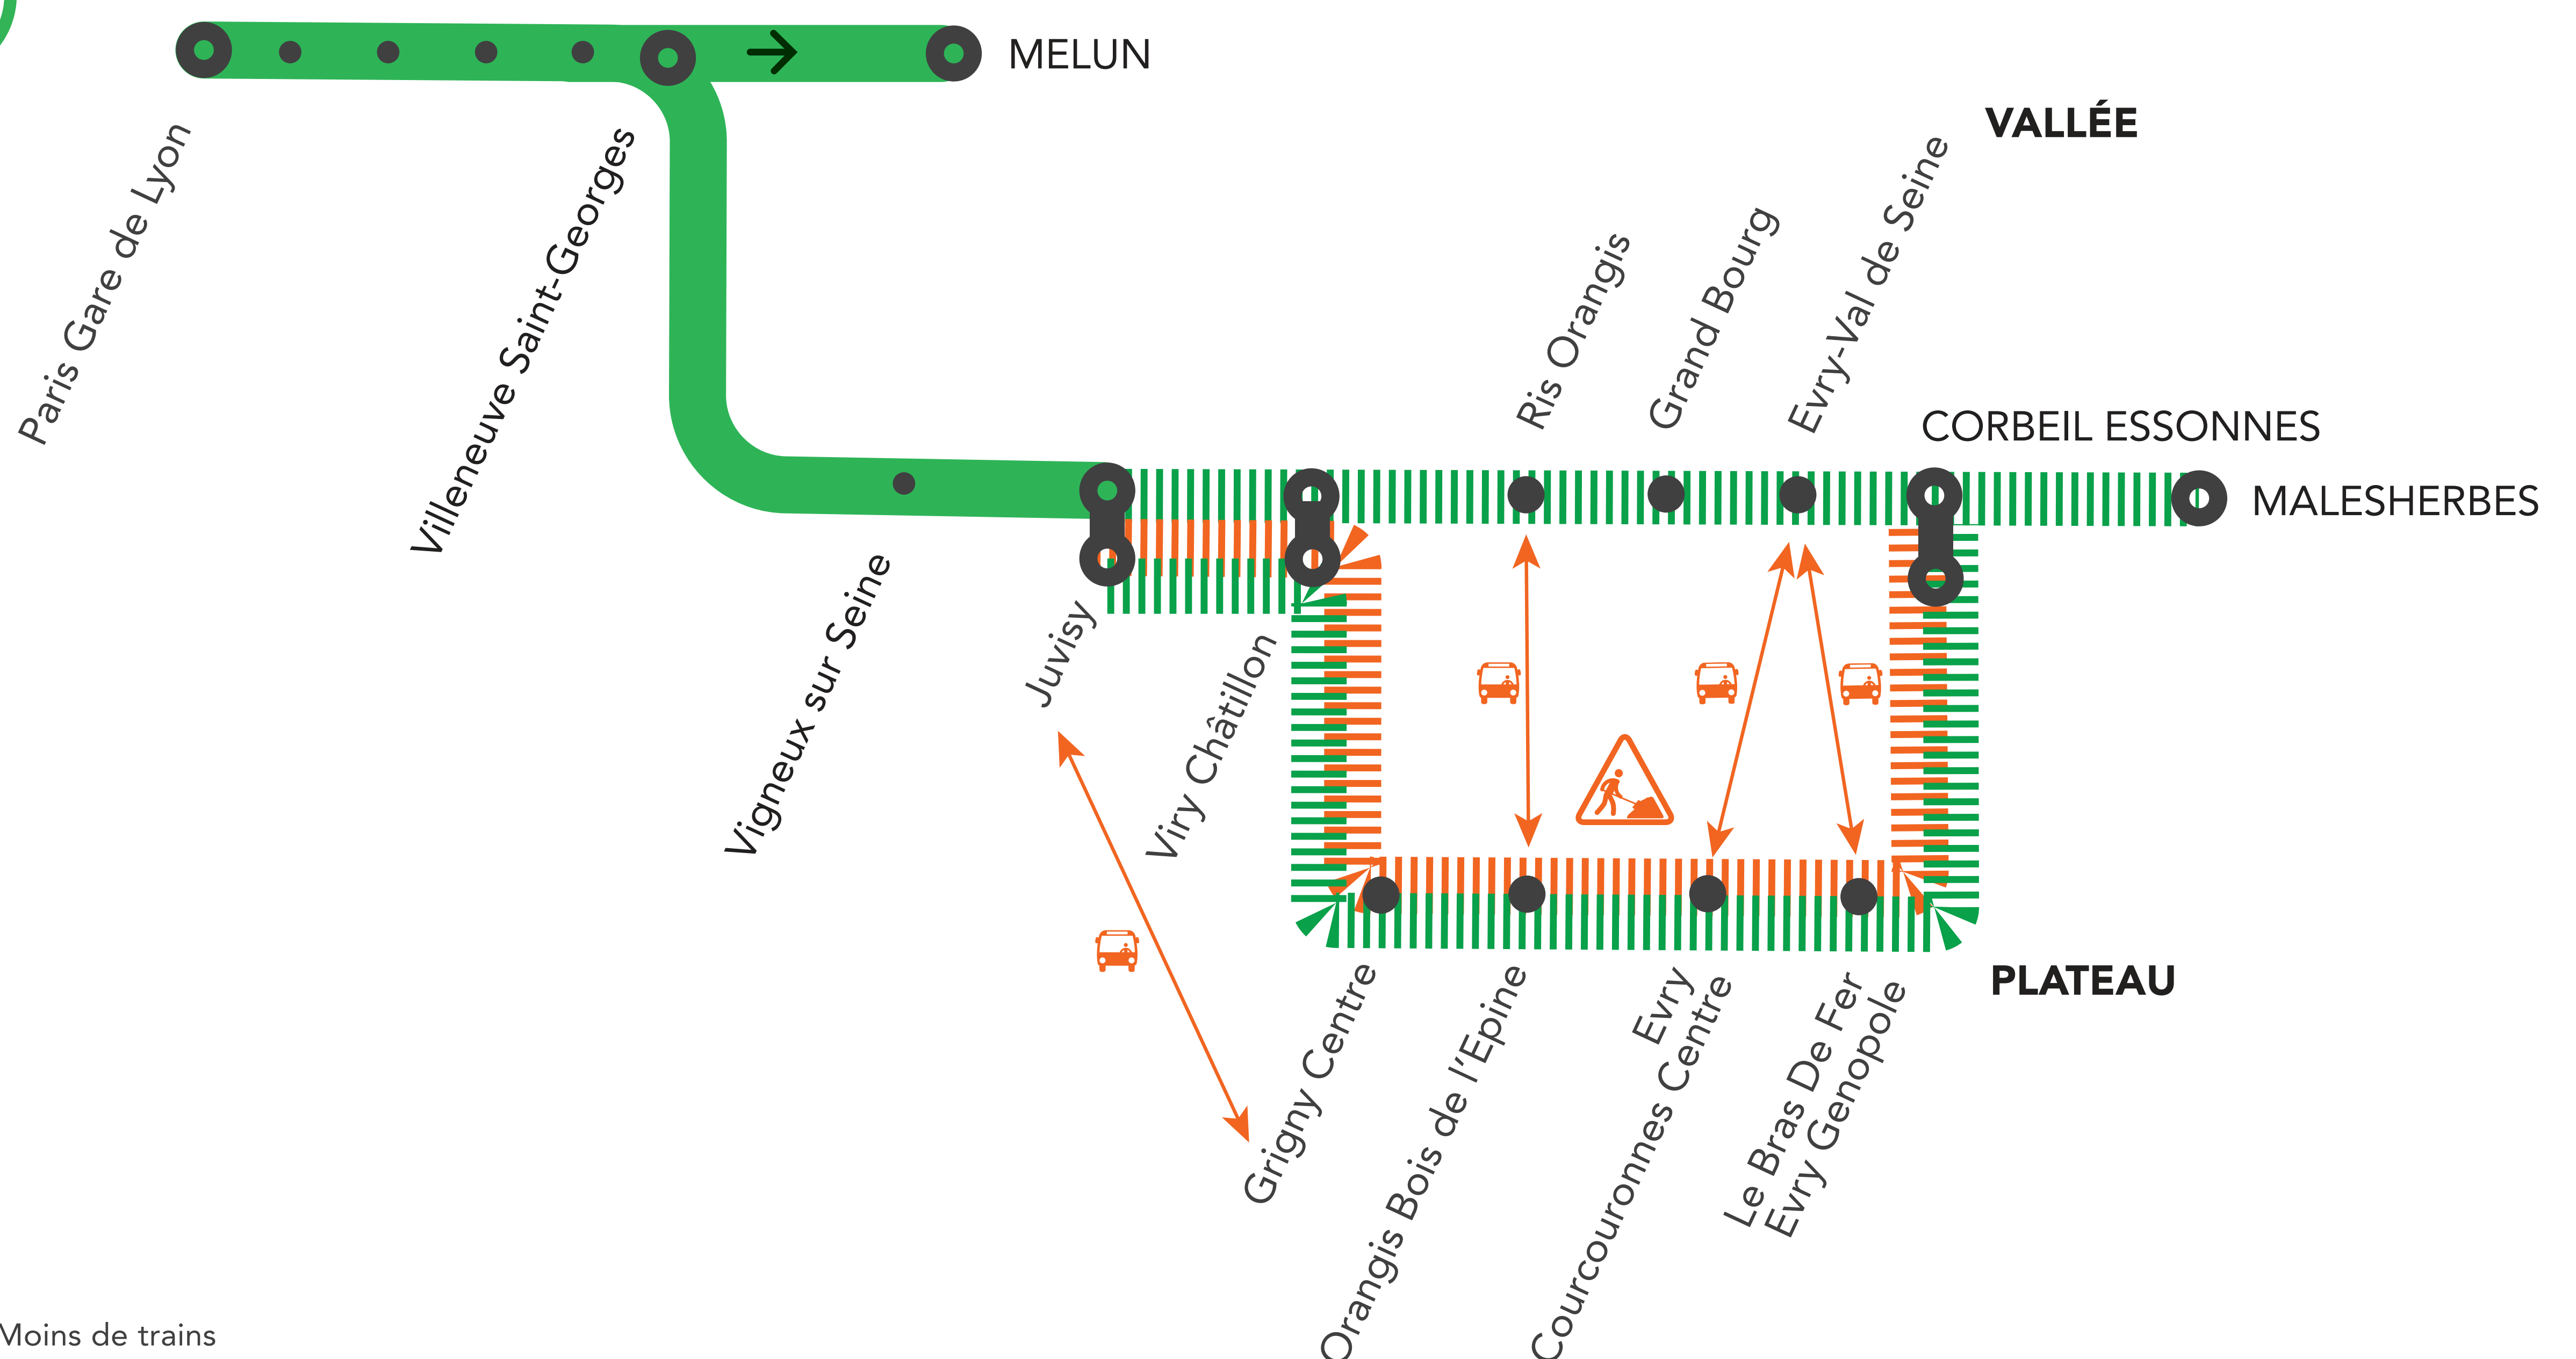 MELUN
VALLÉE
Paris Gare de Lyon
Villeneuve Saint-Georges
Vigneux sur Seine
Juvisy
Viry Châtillon
Ris Orangis
Grand Bourg
Evry-Val de Seine
CORBEIL ESSONNES
MALESHERBES
PLATEAU
Grigny Centre
Orangis Bois de l'Epine
Evry
Courcouronnes Centre
Le Bras De Fer
Evry Genopole
Moins de trains